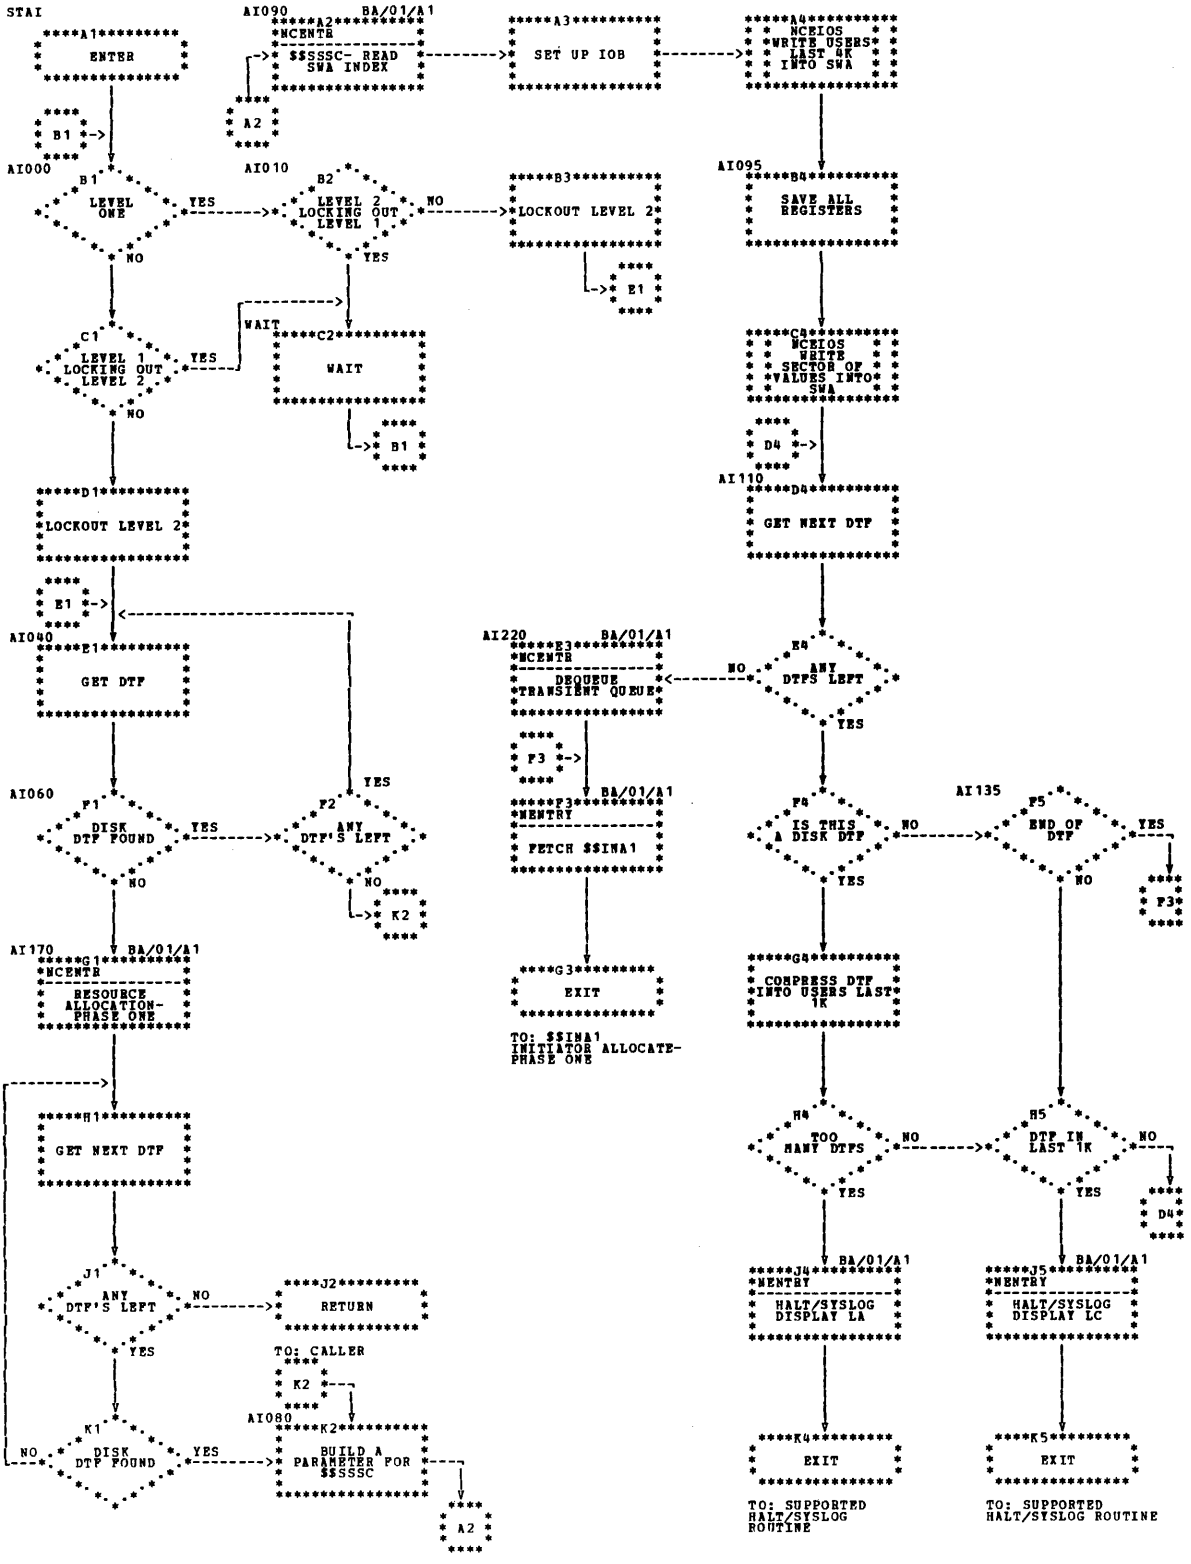 STAI
A1
ENTER
B1
AI000
B1
LEVEL
ONE
YES
NO
C1
LEVEL 1
LOCKING OUT
LEVEL 2
YES
NO
D1
LOCKOUT LEVEL 2
E1
AI040
E1
GET DTF
AI060
F1
DISK
DTF FOUND
YES
NO
AI170
BA/01/A1
G1
NCENTR
RESOURCE
ALLOCATION-
PHASE ONE
H1
GET NEXT DTF
J1
ANY
DTF'S LEFT
NO
YES
K1
DISK
DTF FOUND
NO
YES
AI090
BA/01/A1
A2
NCENTR
$$SSSC- READ
SWA INDEX
A2
AI010
B2
LEVEL 2
LOCKING OUT
LEVEL 1
NO
YES
WAIT
C2
WAIT
B1
F2
ANY
DTF'S LEFT
YES
NO
K2
J2
RETURN
TO: CALLER
K2
AI080
K2
BUILD A
PARAMETER FOR
$$SSSC
A2
A3
SET UP IOB
B3
LOCKOUT LEVEL 2
E1
AI220
BA/01/A1
E3
NCENTR
DEQUEUE
TRANSIENT QUEUE
F3
BA/01/A1
F3
NENTRY
FETCH $$INA1
G3
EXIT
TO: $$INA1
INITIATOR ALLOCATE-
PHASE ONE
A4
NCEIOS
WRITE USERS
LAST 4K
INTO SWA
AI095
B4
SAVE ALL
REGISTERS
C4
NCEIOS
WRITE
SECTOR OF
VALUES INTO
SWA
D4
AI110
D4
GET NEXT DTF
E4
ANY
DTFS LEFT
NO
YES
F4
IS THIS
A DISK DTF
NO
YES
G4
COMPRESS DTF
INTO USERS LAST
1K
H4
TOO
MANY DTFS
NO
YES
BA/01/A1
J4
NENTRY
HALT/SYSLOG
DISPLAY LA
K4
EXIT
TO: SUPPORTED
HALT/SYSLOG
ROUTINE
AI135
F5
END OF
DTF
YES
NO
F3
H5
DTF IN
LAST 1K
NO
YES
D4
BA/01/A1
J5
NENTRY
HALT/SYSLOG
DISPLAY LC
K5
EXIT
TO: SUPPORTED
HALT/SYSLOG ROUTINE